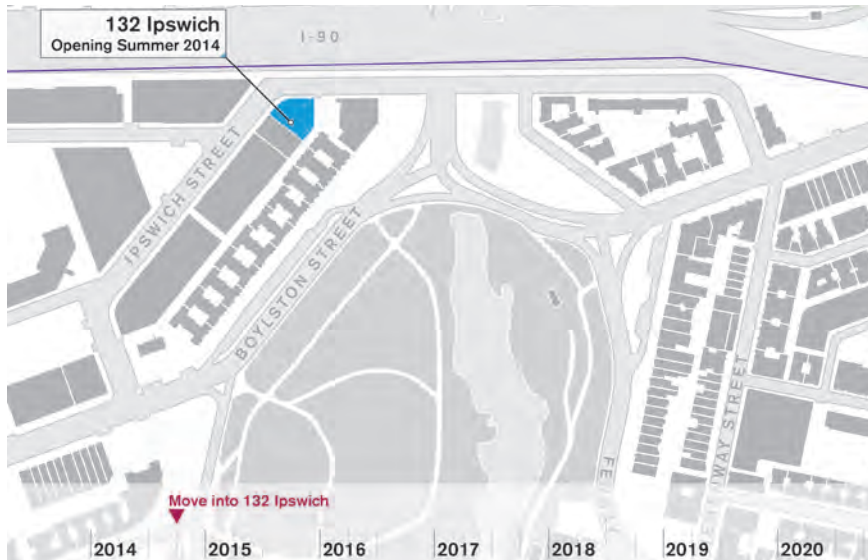 132 Ipswich
Opening Summer 2014
I-90
IPSWICH STREET
BOYLSTON STREET
Move into 132 Ipswich
2014 2015 2016 2017 2018 2019 2020